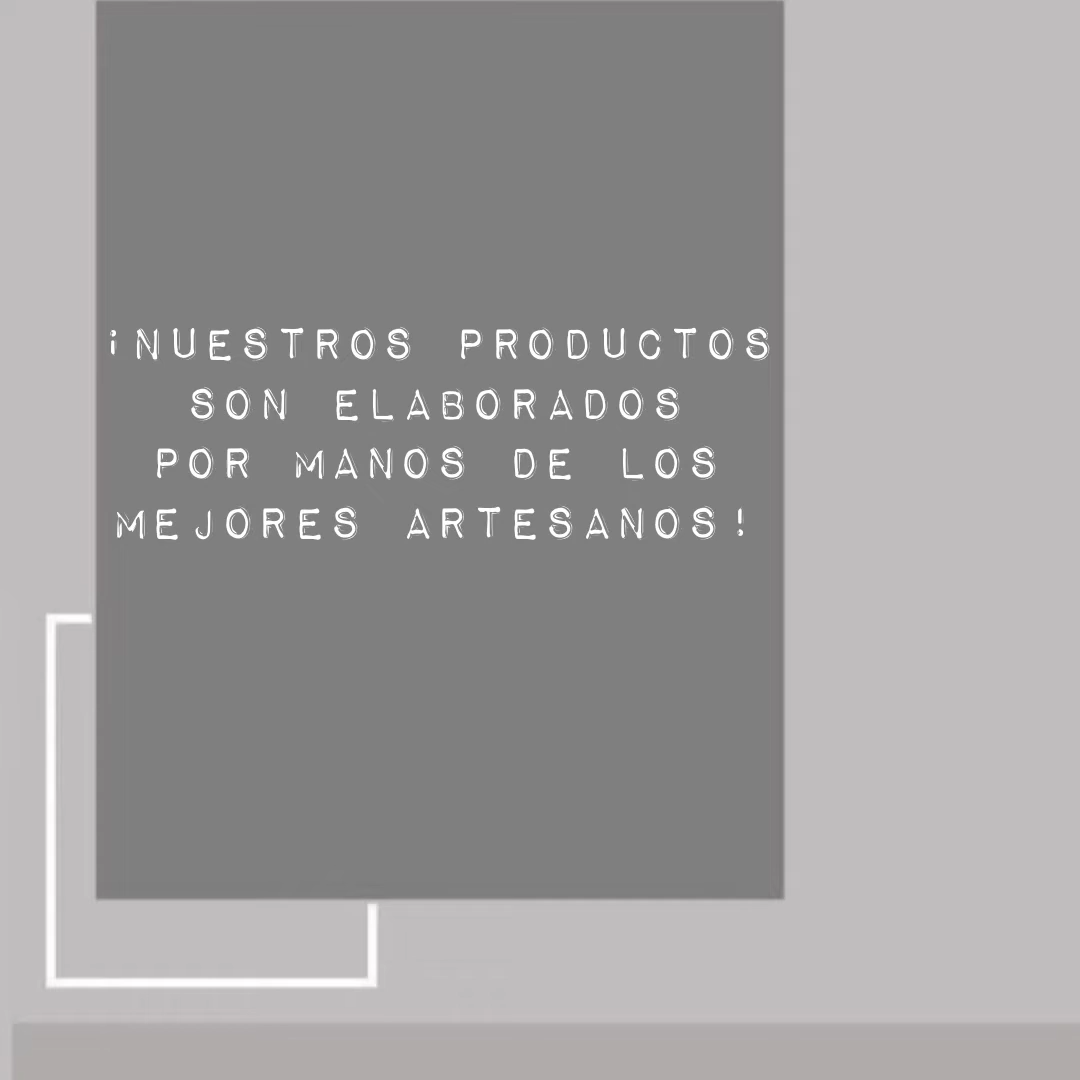 ¡NUESTROS PRODUCTOS
SON ELABORADOS
POR MANOS DE LOS
MEJORES ARTESANOS!